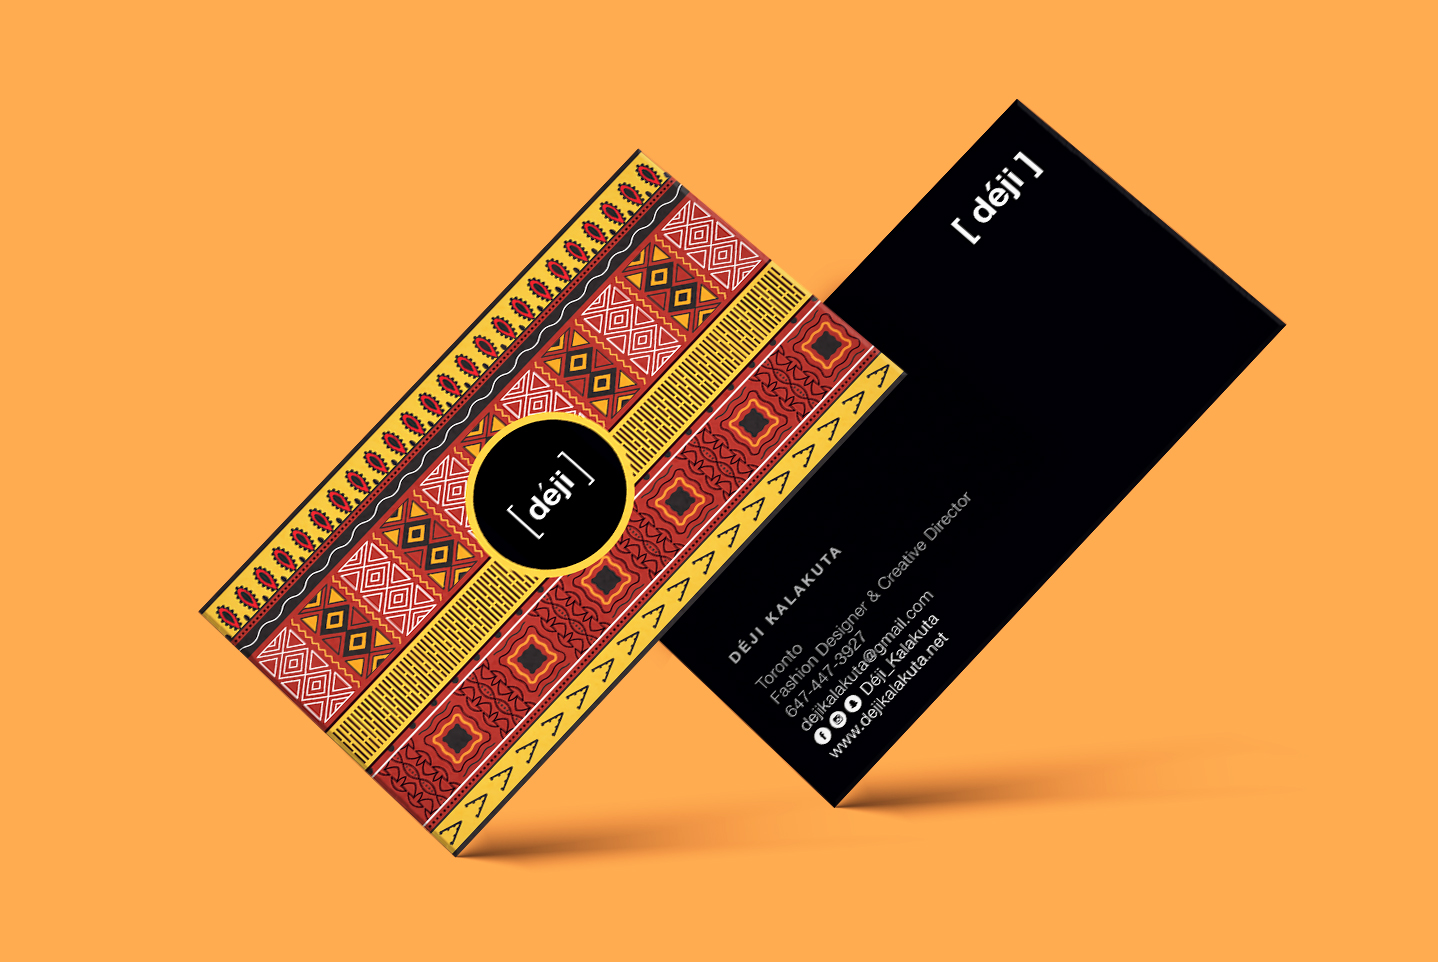 [ déji ]
[ déji ]
DÉJI KALAKUTA
Toronto
Fashion Designer & Creative Director
647-447-3927
dejikalakuta@gmail.com
Déji_Kalakuta
www.dejikalakuta.net